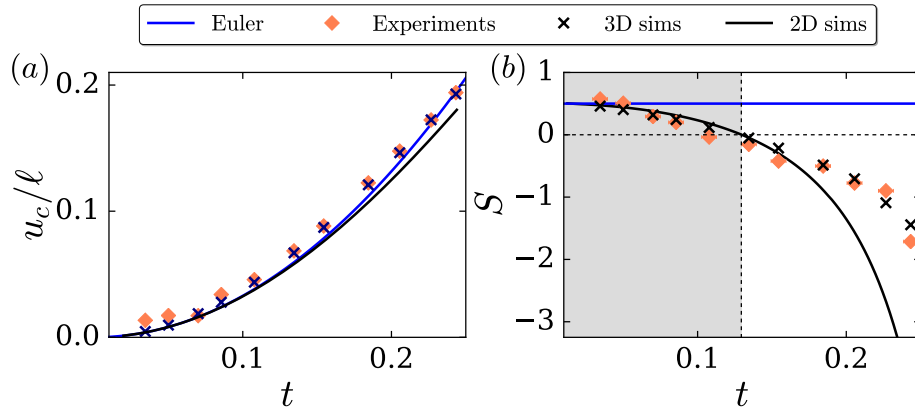 Euler Experiments 3D sims 2D sims
(a) (b)
u_c/ℓ
0.2
0.1
0.0
0.1 0.2
t
S
1
0
−1
−2
−3
0.1 0.2
t